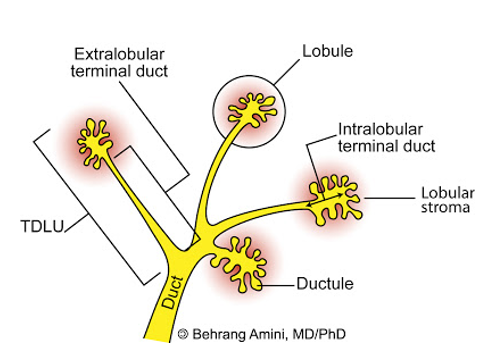 Extralobular
terminal duct
Lobule
Intralobular
terminal duct
Lobular
stroma
TDLU
Ductule
Duct
© Behrang Amini, MD/PhD